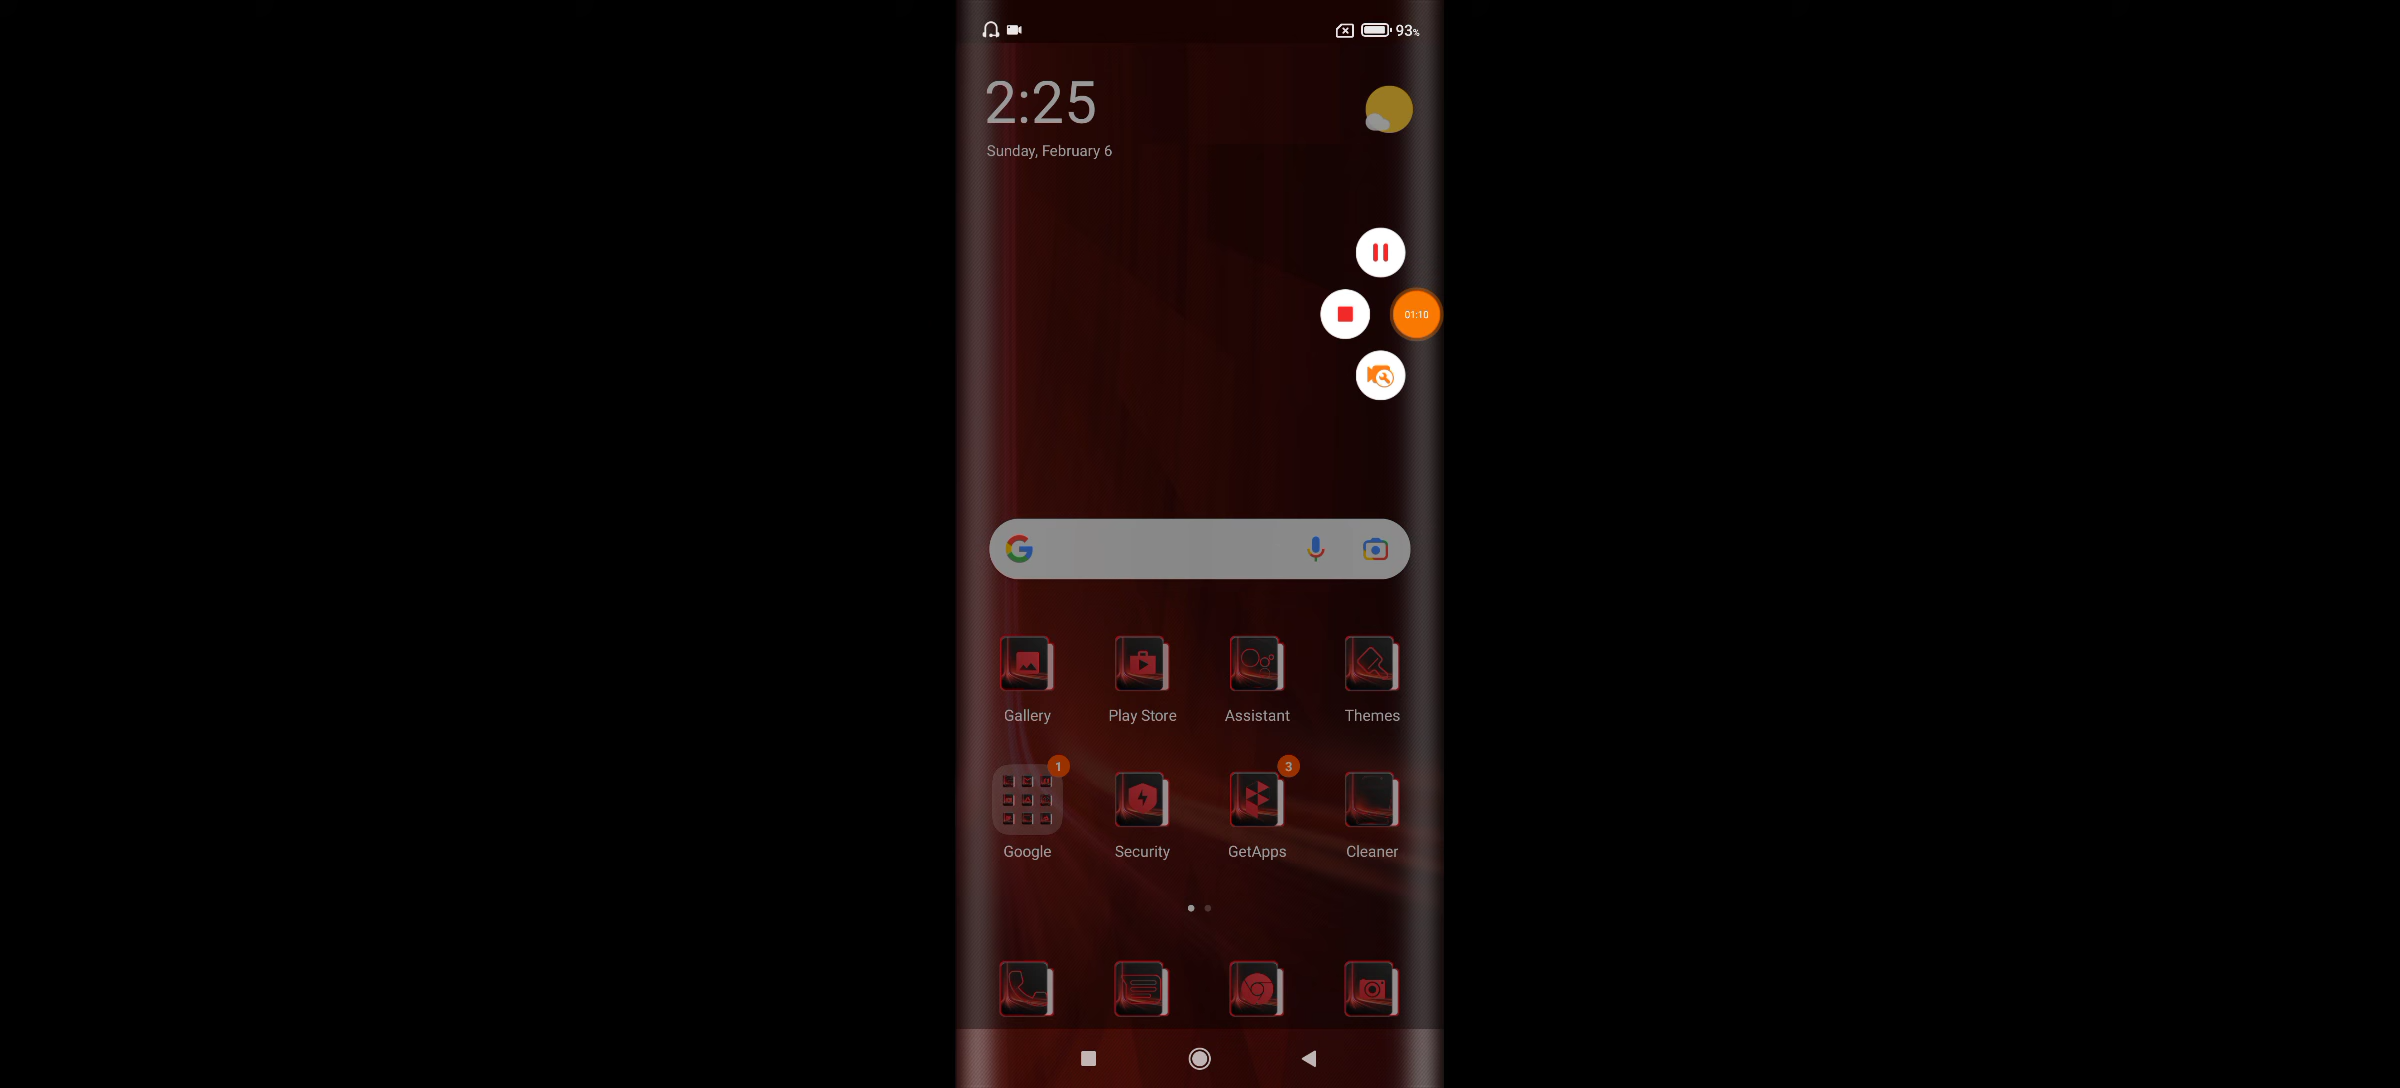 93%
2:25
Sunday, February 6
01:10
Gallery
Play Store
Assistant
Themes
1
3
Google
Security
GetApps
Cleaner